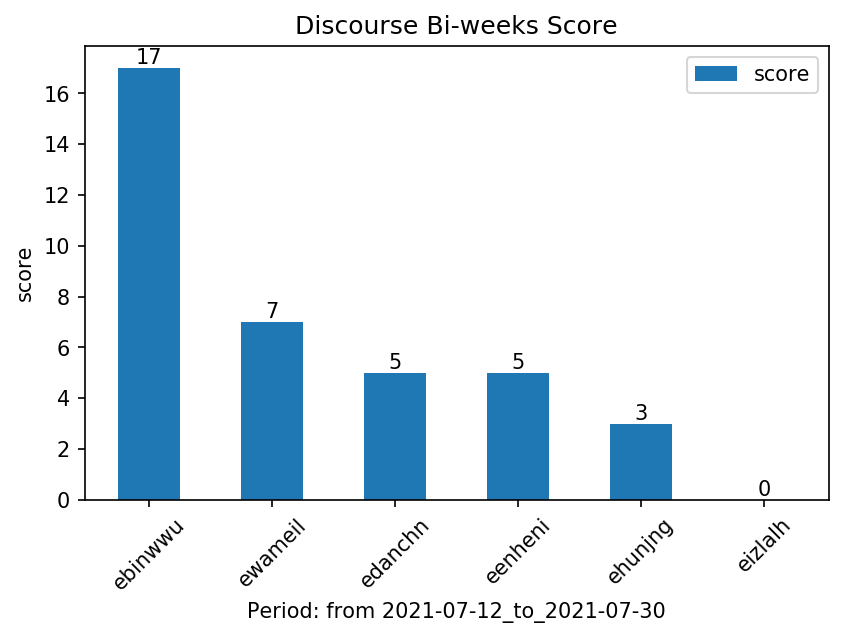 Discourse Bi-weeks Score
score
17
7
5
5
3
0
16
14
12
10
8
6
4
2
0
score
ebinwwu
ewameil
edanchn
eenheni
ehunjng
eizlalh
Period: from 2021-07-12_to_2021-07-30